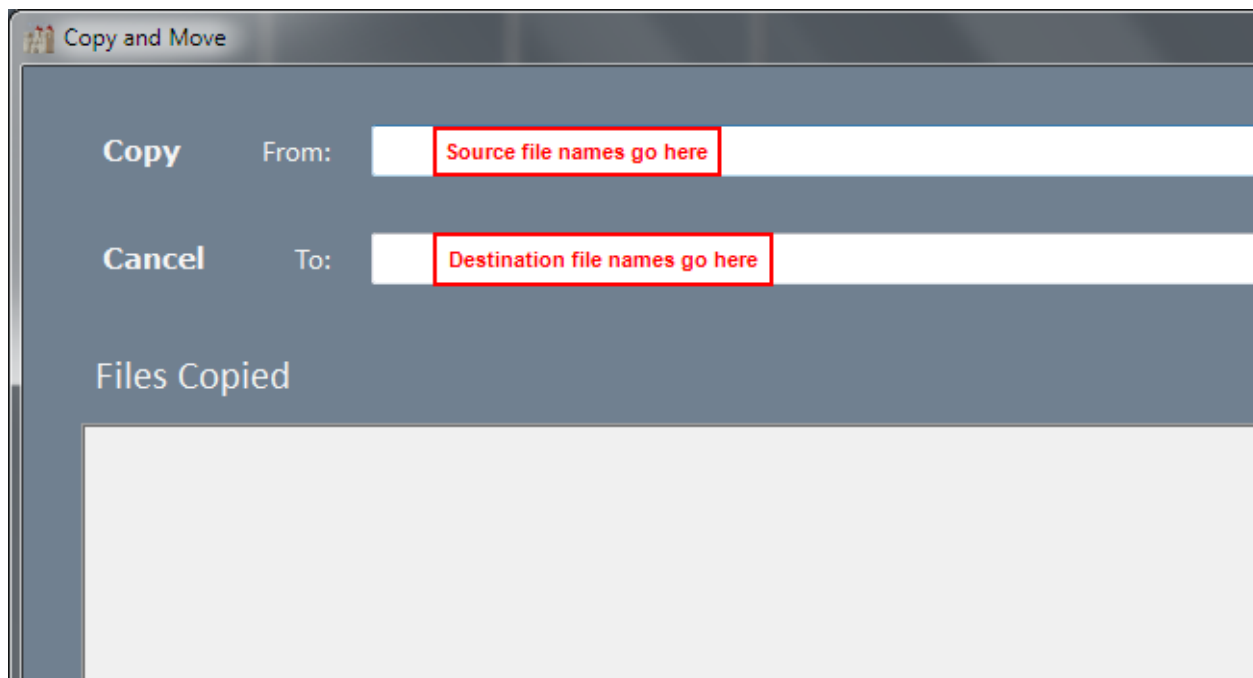 Copy and Move
Copy From: Source file names go here
Cancel To: Destination file names go here
Files Copied